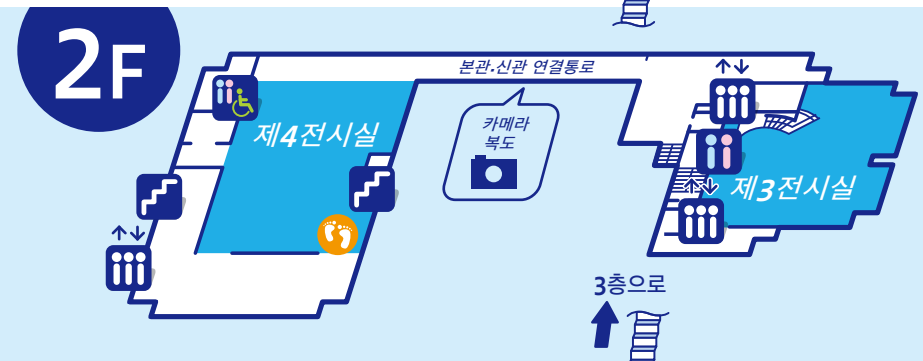 2F
본관.신관 연결통로
카메라
복도
제4전시실
제3전시실
3층으로